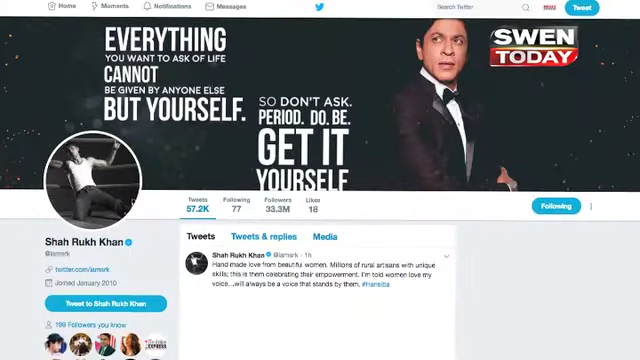 Home Moments Notifications Messages
Search Twitter
Tweet
SWEN
TODAY
EVERYTHING
YOU WANT TO ASK OF LIFE
CANNOT
BE GIVEN BY ANYONE ELSE
BUT YOURSELF.
SO DON'T ASK.
PERIOD. DO. BE.
GET IT
YOURSELF
Tweets Following Followers Likes
57.2K 77 33.3M 18
Following
Shah Rukh Khan
@iamsrk
twitter.com/iamsrk
Joined January 2010
Tweet to Shah Rukh Khan
199 Followers you know
Tweets Tweets & replies Media
Shah Rukh Khan @iamsrk · 1h
Hand made love from beautiful women. Millions of rural artisans with unique
skills; this is them celebrating their empowerment. I'm told women love my
voice...will always be a voice that stands by them. #Hansiba